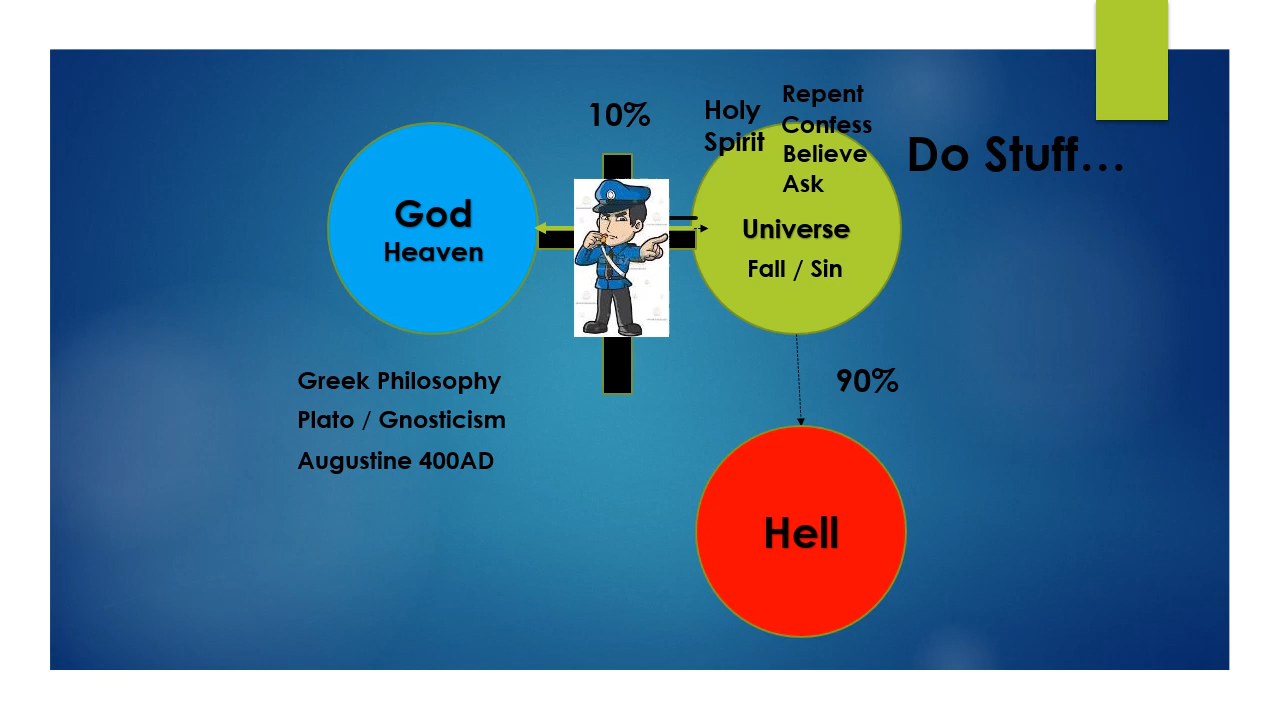 10%
Holy
Spirit
Repent
Confess
Believe
Ask
Do Stuff...
God
Heaven
Universe
Fall / Sin
Greek Philosophy
Plato / Gnosticism
Augustine 400AD
90%
Hell